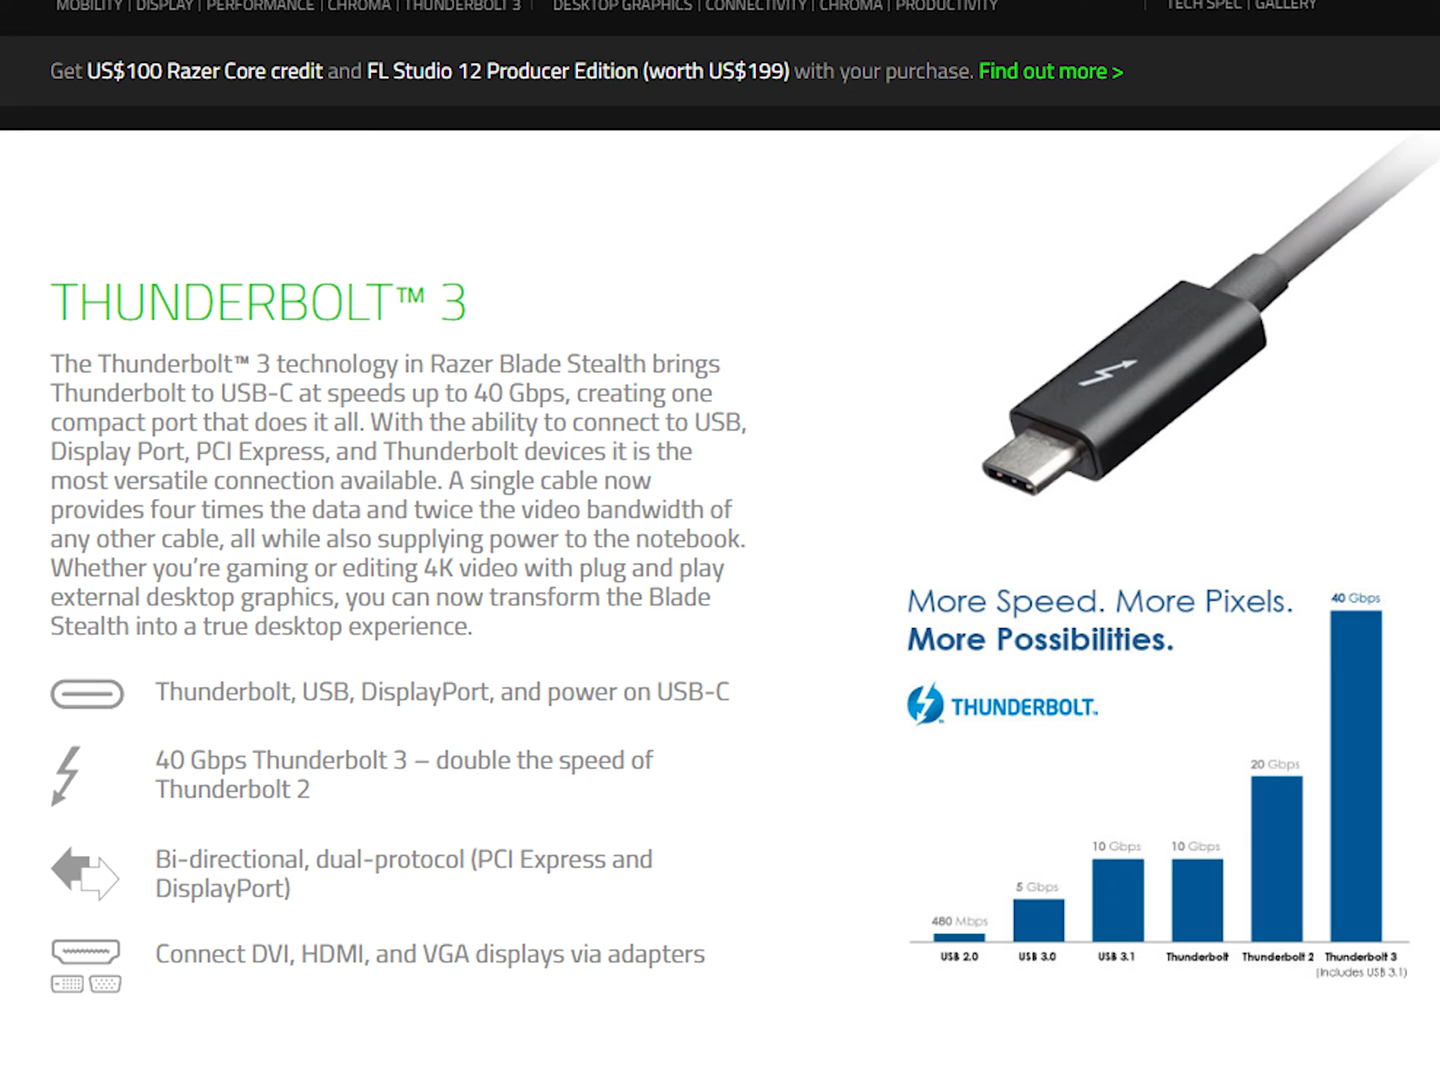 MOBILITY | DISPLAY | PERFORMANCE | CHROMA | THUNDERBOLT 3 | DESKTOP GRAPHICS | CONNECTIVITY | CHROMA | PRODUCTIVITY | TECH SPEC | GALLERY
Get US$100 Razer Core credit and FL Studio 12 Producer Edition (worth US$199) with your purchase. Find out more >
THUNDERBOLT™ 3
The Thunderbolt™ 3 technology in Razer Blade Stealth brings
Thunderbolt to USB-C at speeds up to 40 Gbps, creating one
compact port that does it all. With the ability to connect to USB,
Display Port, PCI Express, and Thunderbolt devices it is the
most versatile connection available. A single cable now
provides four times the data and twice the video bandwidth of
any other cable, all while also supplying power to the notebook.
Whether you’re gaming or editing 4K video with plug and play
external desktop graphics, you can now transform the Blade
Stealth into a true desktop experience.
Thunderbolt, USB, DisplayPort, and power on USB-C
40 Gbps Thunderbolt 3 – double the speed of
Thunderbolt 2
Bi-directional, dual-protocol (PCI Express and
DisplayPort)
Connect DVI, HDMI, and VGA displays via adapters
More Speed. More Pixels.
More Possibilities.
THUNDERBOLT™
40 Gbps
20 Gbps
10 Gbps
10 Gbps
5 Gbps
480 Mbps
USB 2.0
USB 3.0
USB 3.1
Thunderbolt
Thunderbolt 2
Thunderbolt 3
(Includes USB 3.1)